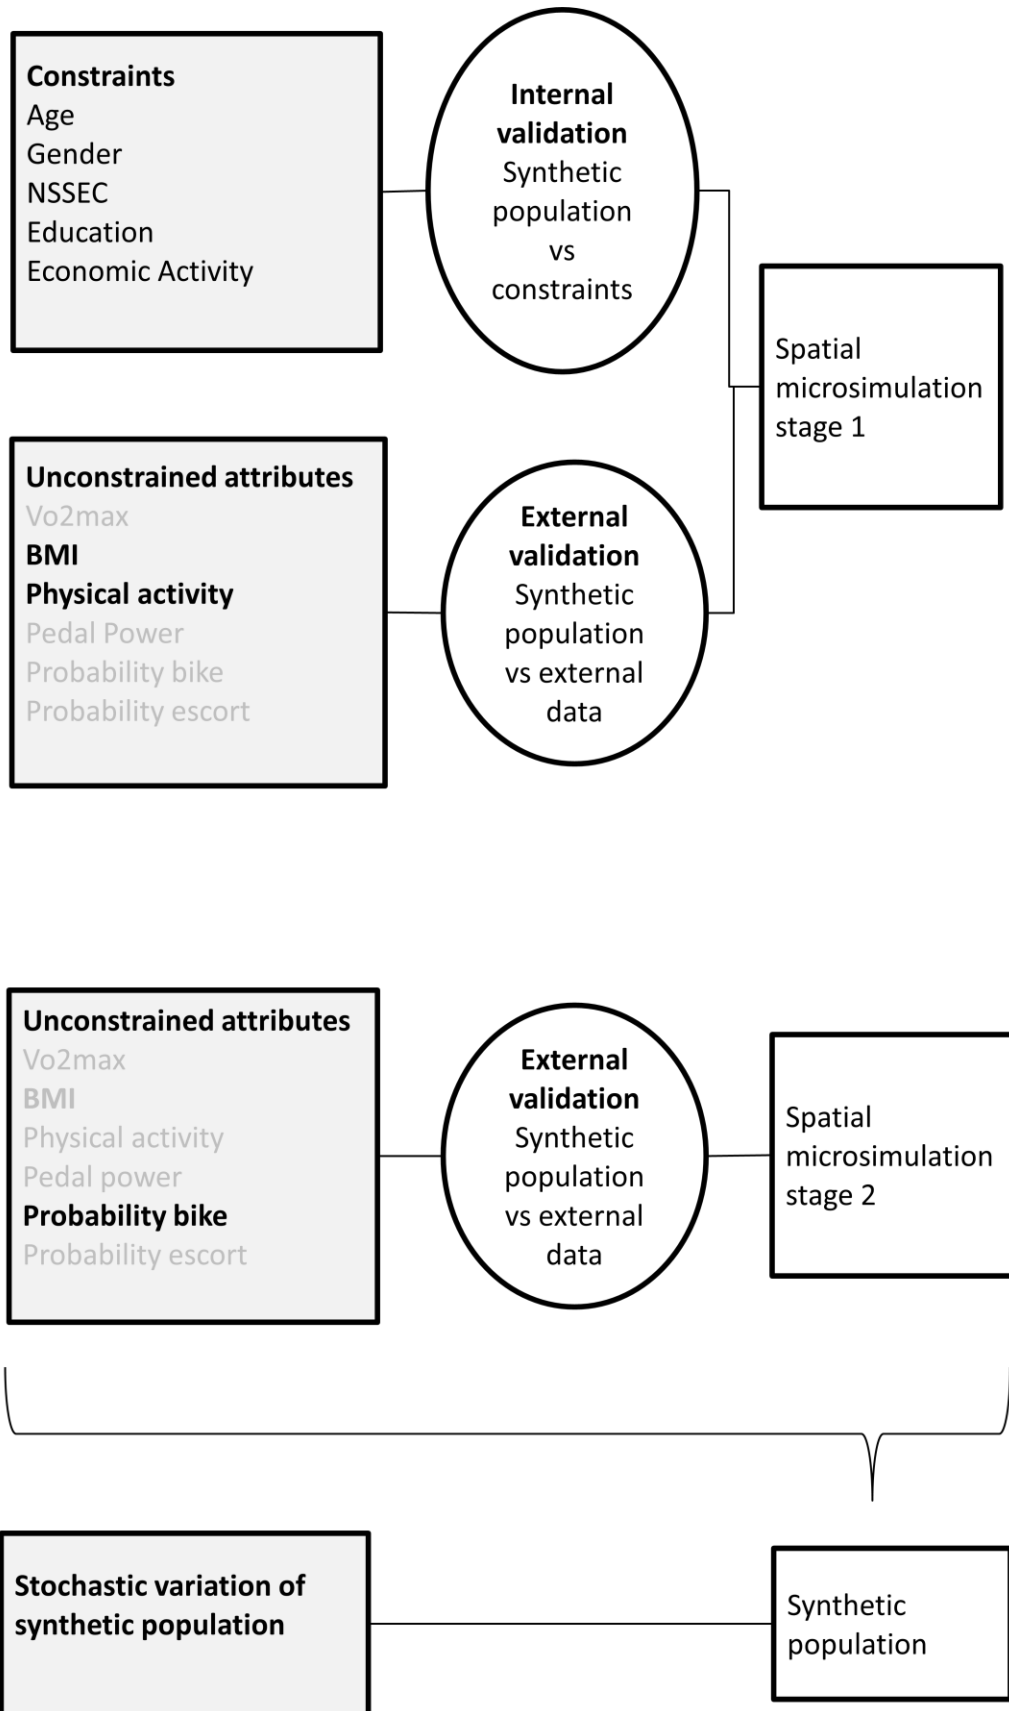 Constraints
Age
Gender
NSSEC
Education
Economic Activity
Internal
validation
Synthetic
population
vs
constraints
Spatial
microsimulation
stage 1
Unconstrained attributes
Vo2max
BMI
Physical activity
Pedal Power
Probability bike
Probability escort
External
validation
Synthetic
population
vs external
data
Unconstrained attributes
Vo2max
BMI
Physical activity
Pedal power
Probability bike
Probability escort
External
validation
Synthetic
population
vs external
data
Spatial
microsimulation
stage 2
Stochastic variation of
synthetic population
Synthetic
population